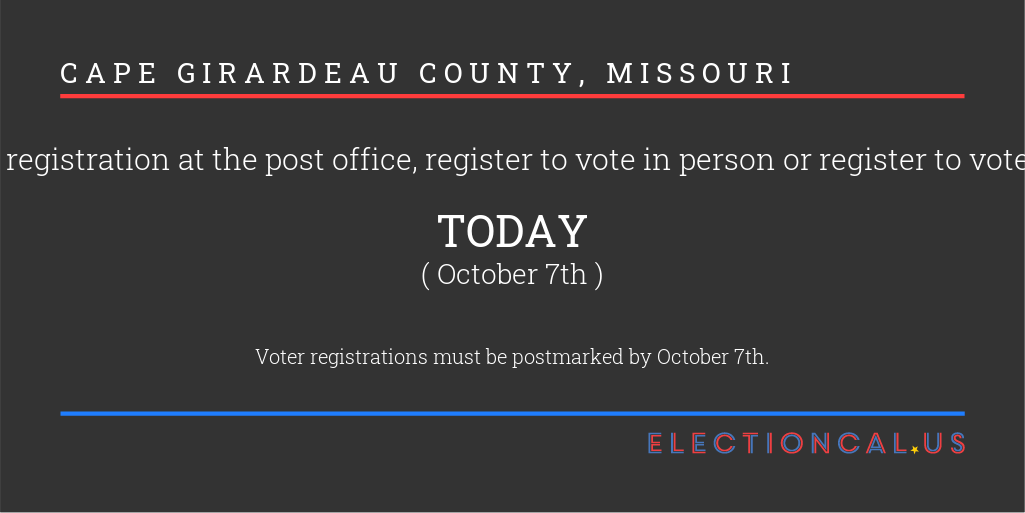 CAPE GIRARDEAU COUNTY, MISSOURI
registration at the post office, register to vote in person or register to vote
TODAY
( October 7th )
Voter registrations must be postmarked by October 7th.
ELECTIONCAL.US